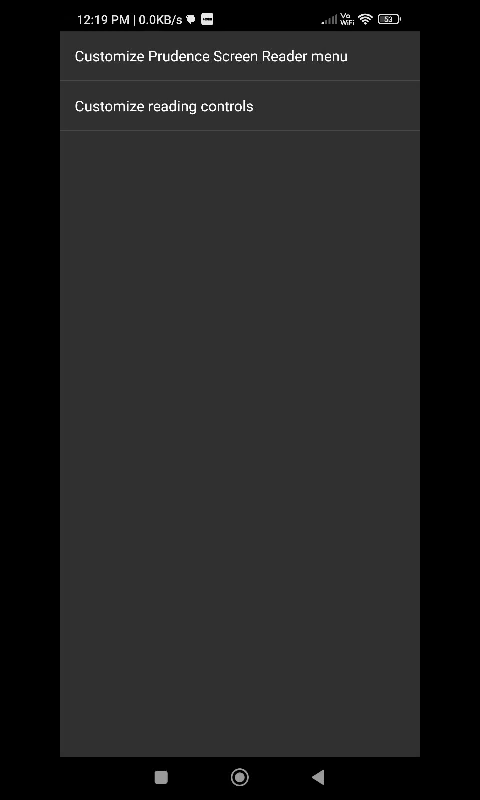 12:19 PM | 0.0KB/s
Vo
WiFi
53
Customize Prudence Screen Reader menu
Customize reading controls